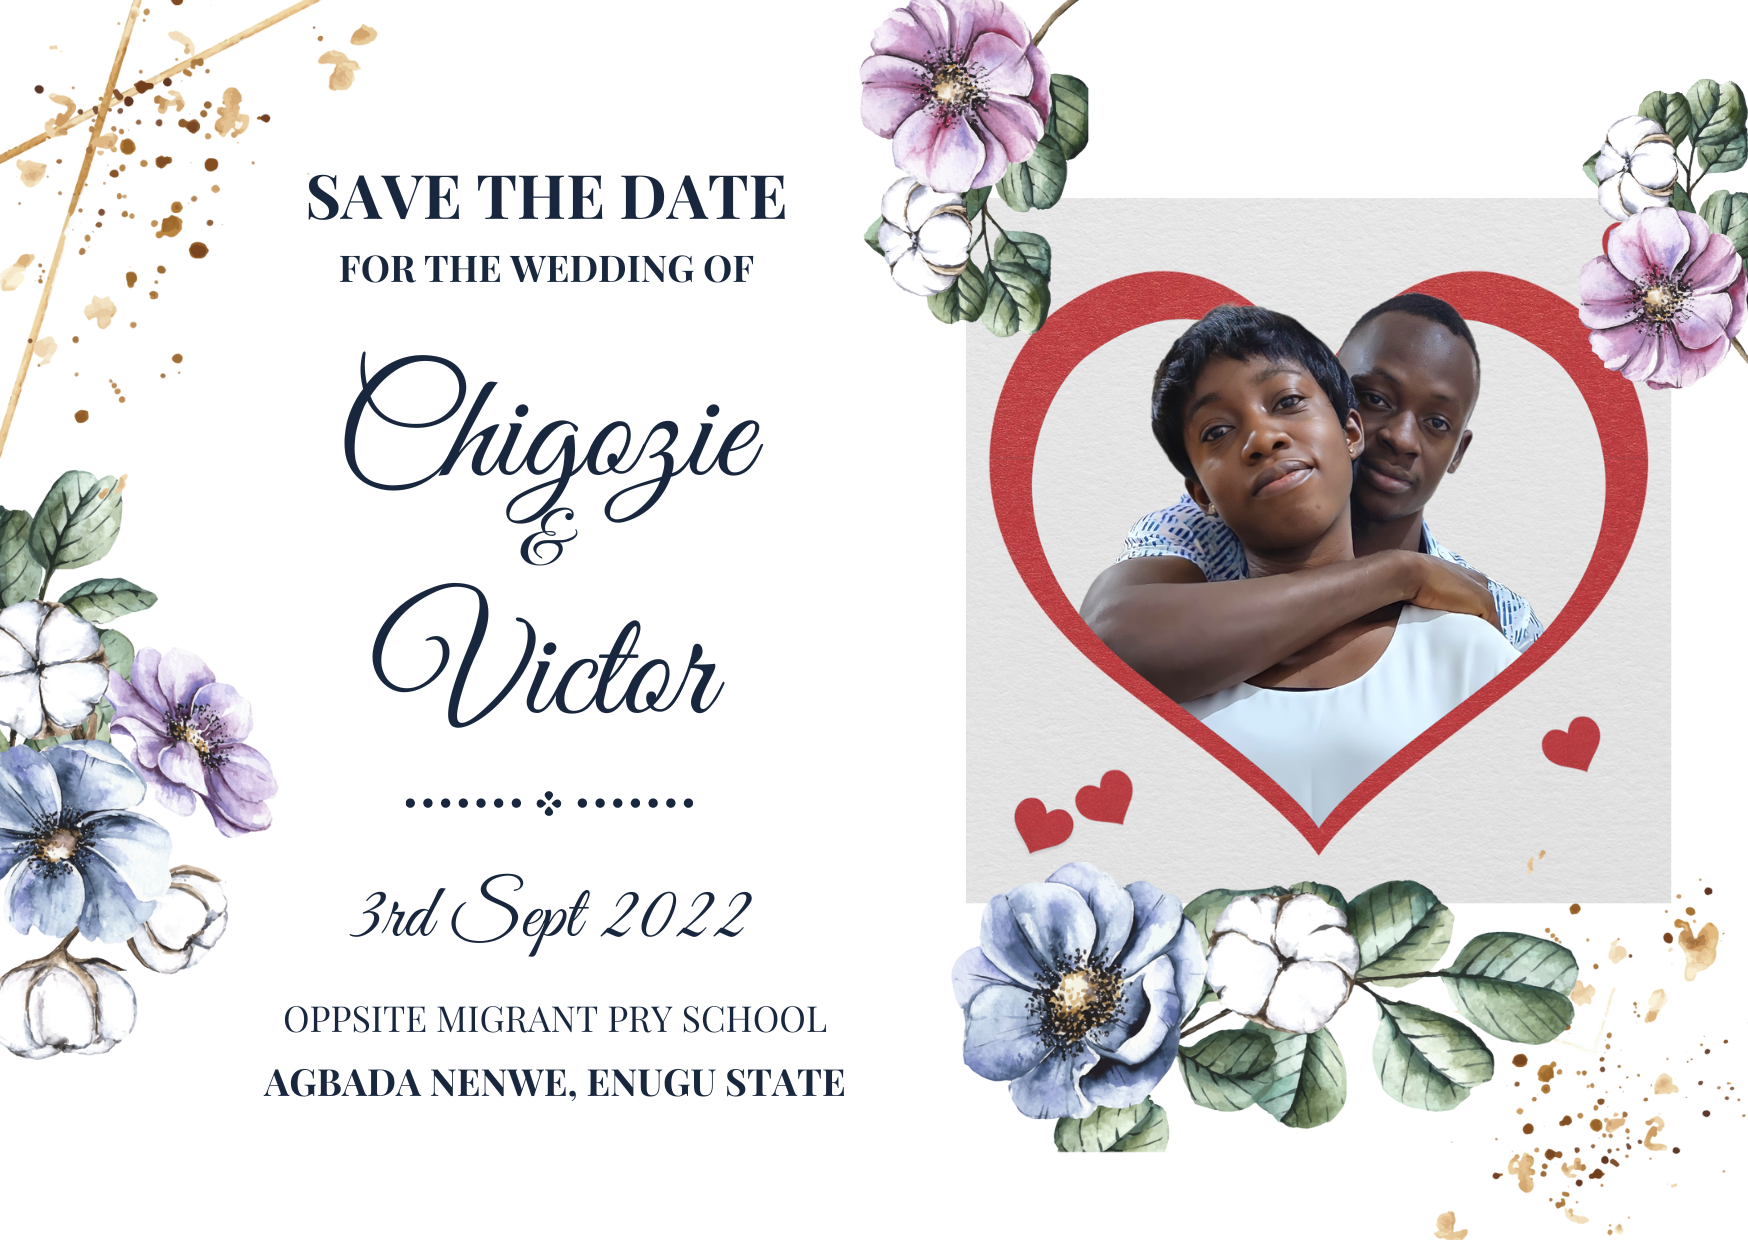 SAVE THE DATE
FOR THE WEDDING OF
Chigozie
&
Victor
3rd Sept 2022
OPPSITE MIGRANT PRY SCHOOL
AGBADA NENWE, ENUGU STATE